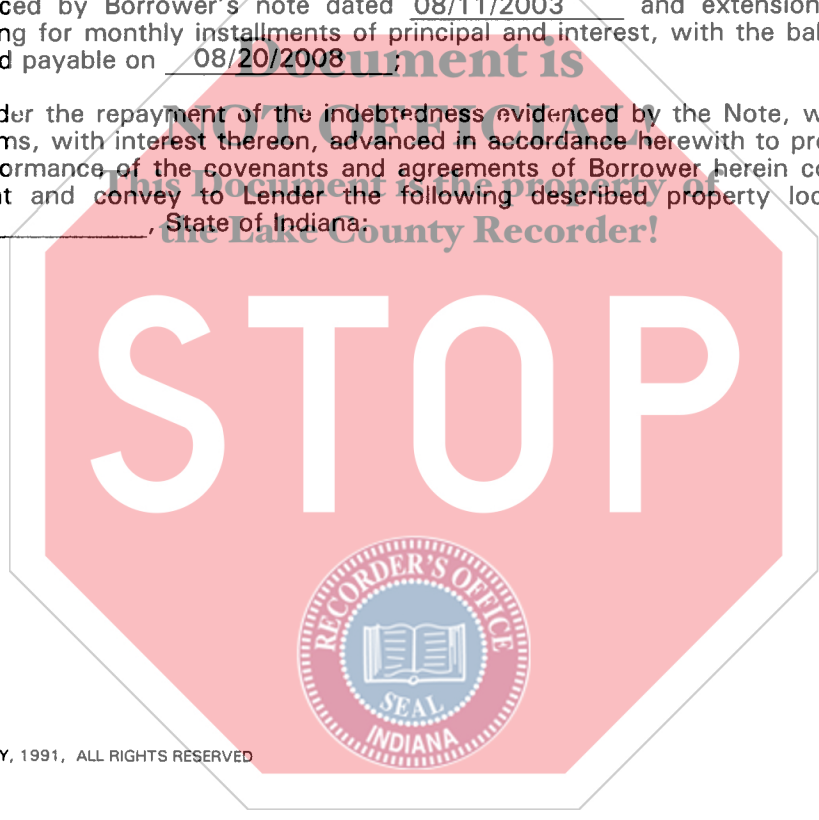 ced by Borrower's note dated 08/11/2003 and extension
ng for monthly installments of principal and interest, with the bal
d payable on 08/20/2008 ;
Document is
der the repayment of the indebtedness evidenced by the Note, w
NOT OFFICIAL!
ms, with interest thereon, advanced in accordance herewith to pro
ormance of the covenants and agreements of Borrower herein co
This Document is the property of
nt and convey to Lender the following described property loc
, State of Indiana:
the Lake County Recorder!
STOP
RECORDER'S OFFICE
SEAL
INDIANA
Y, 1991, ALL RIGHTS RESERVED